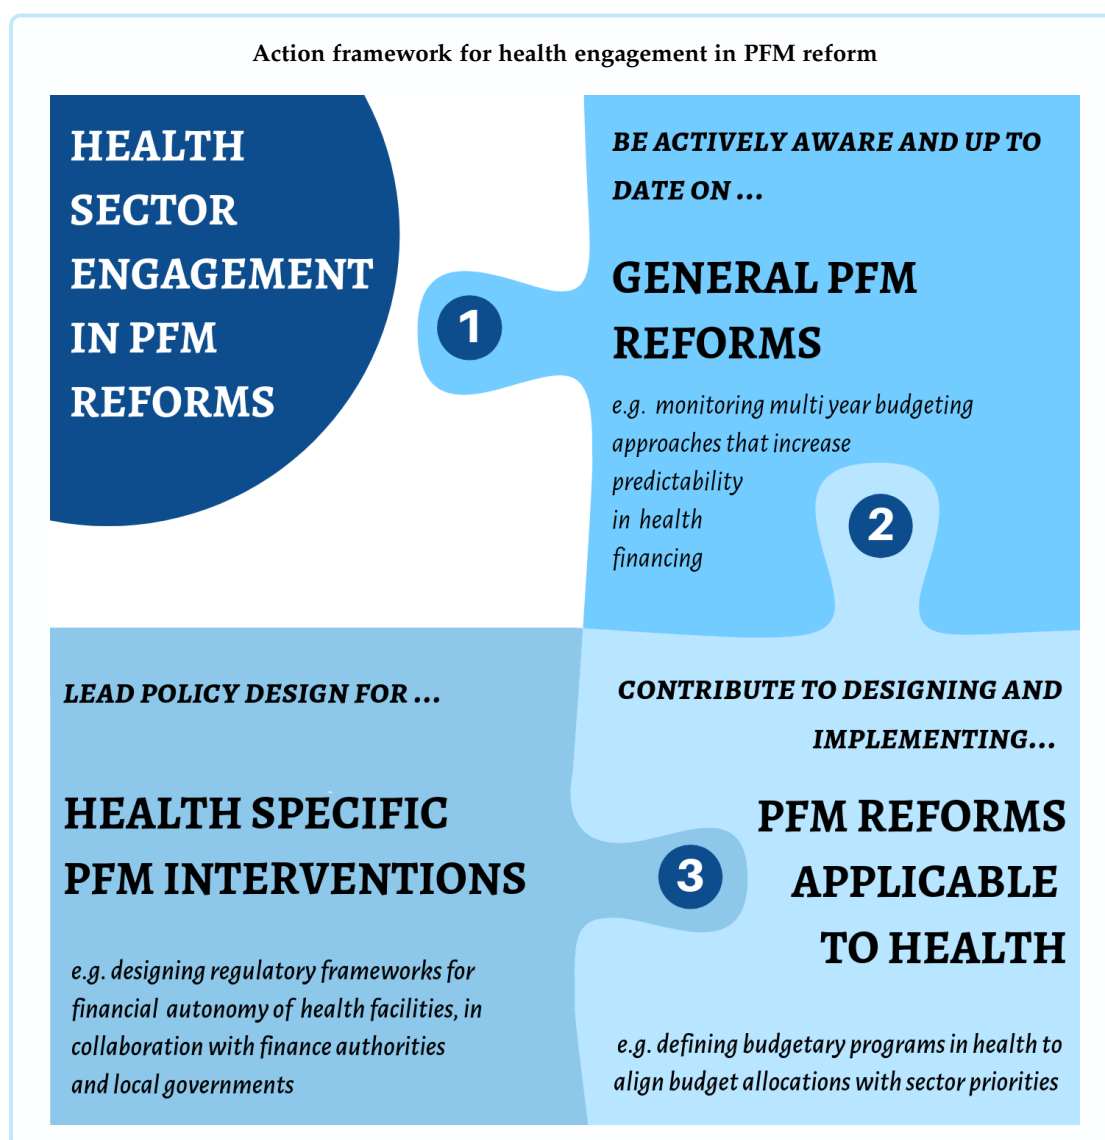 Action framework for health engagement in PFM reform
HEALTH
SECTOR
ENGAGEMENT
IN PFM
REFORMS
1
BE ACTIVELY AWARE AND UP TO
DATE ON ...
GENERAL PFM
REFORMS
e.g. monitoring multi year budgeting
approaches that increase
predictability
in health
financing
2
CONTRIBUTE TO DESIGNING AND
IMPLEMENTING...
PFM REFORMS
APPLICABLE
TO HEALTH
e.g. defining budgetary programs in health to
align budget allocations with sector priorities
3
LEAD POLICY DESIGN FOR ...
HEALTH SPECIFIC
PFM INTERVENTIONS
e.g. designing regulatory frameworks for
financial autonomy of health facilities, in
collaboration with finance authorities
and local governments